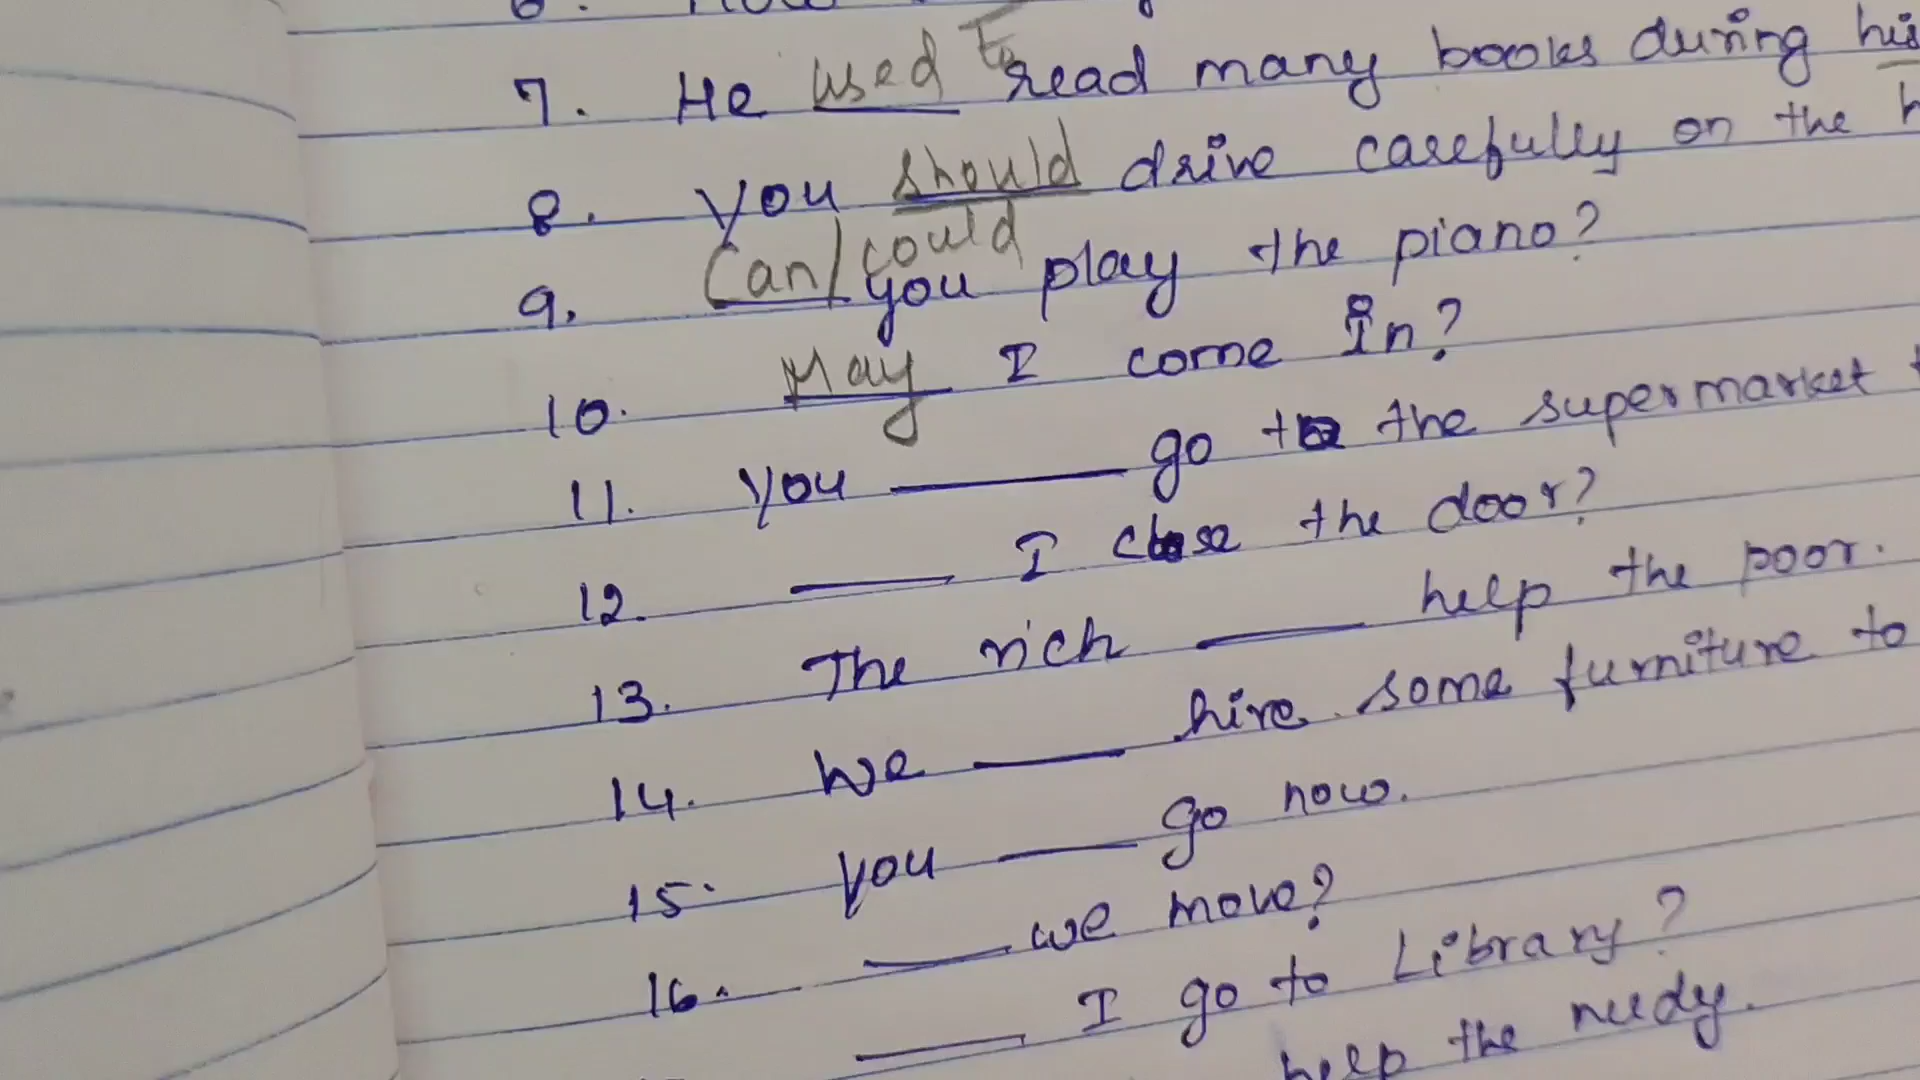 7. He used to read many books during his
8. You should drive carefully on the
9. Can/could you play the piano?
10. May I come in?
11. You ____ go to the supermarket
12. ____ I close the door?
13. The rich ____ help the poor.
14. We ____ hire some furniture to
15. You ____ go now.
16. ____ we move?
____ I go to Library?
help the needy.